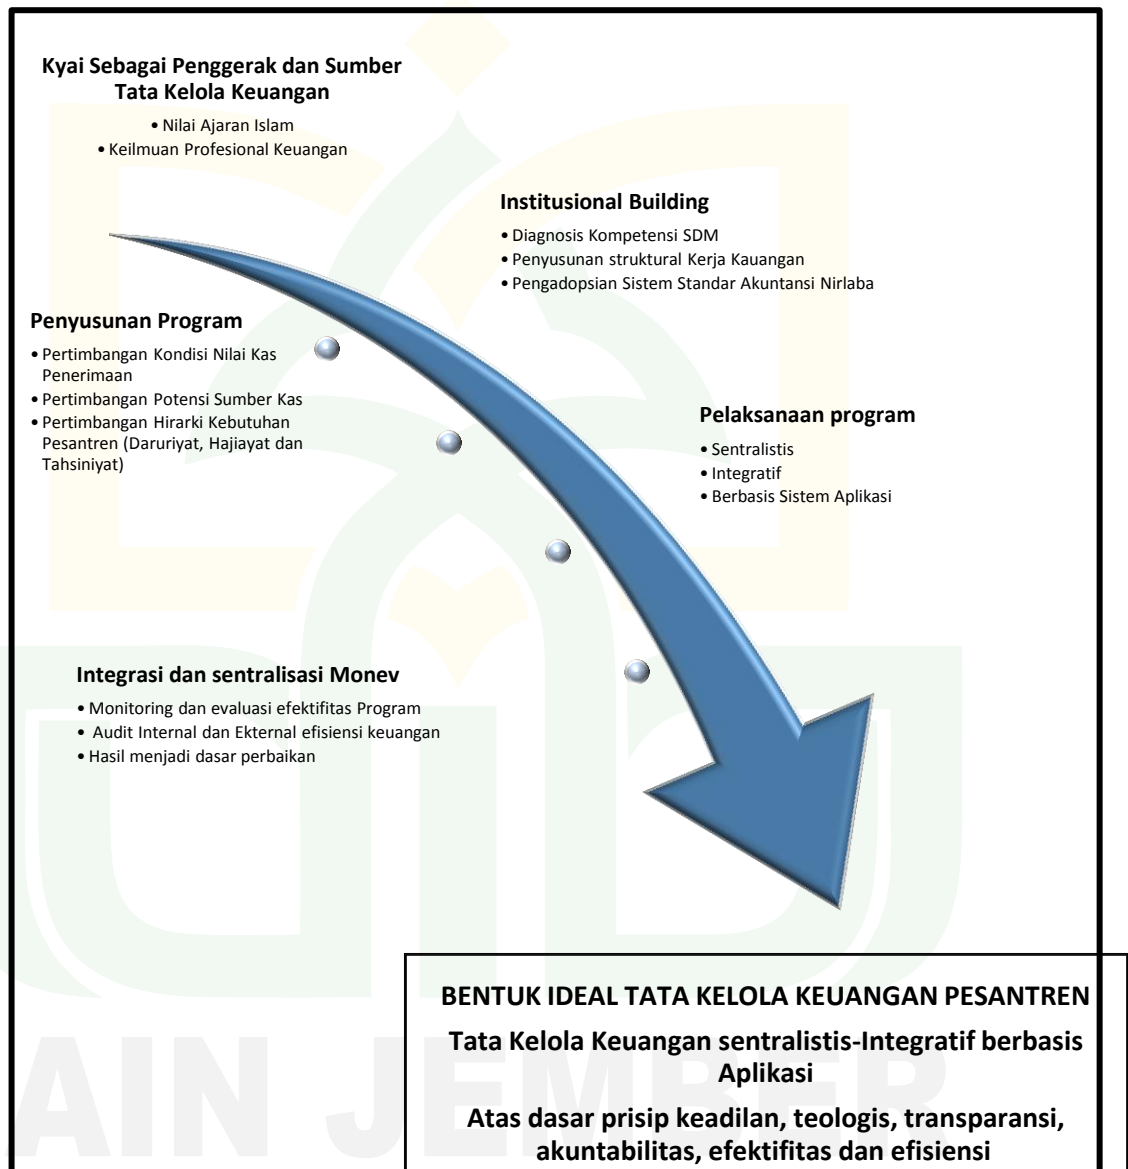 Kyai Sebagai Penggerak dan Sumber
Tata Kelola Keuangan
• Nilai Ajaran Islam
• Keilmuan Profesional Keuangan
Institusional Building
• Diagnosis Kompetensi SDM
• Penyusunan struktural Kerja Kauangan
• Pengadopsian Sistem Standar Akuntansi Nirlaba
Penyusunan Program
• Pertimbangan Kondisi Nilai Kas
Penerimaan
• Pertimbangan Potensi Sumber Kas
• Pertimbangan Hirarki Kebutuhan
Pesantren (Daruriyat, Hajiayat dan
Tahsiniyat)
Pelaksanaan program
• Sentralistis
• Integratif
• Berbasis Sistem Aplikasi
Integrasi dan sentralisasi Monev
• Monitoring dan evaluasi efektifitas Program
• Audit Internal dan Ekternal efisiensi keuangan
• Hasil menjadi dasar perbaikan
BENTUK IDEAL TATA KELOLA KEUANGAN PESANTREN
Tata Kelola Keuangan sentralistis-Integratif berbasis
Aplikasi
Atas dasar prisip keadilan, teologis, transparansi,
akuntabilitas, efektifitas dan efisiensi
AIN JEMBER